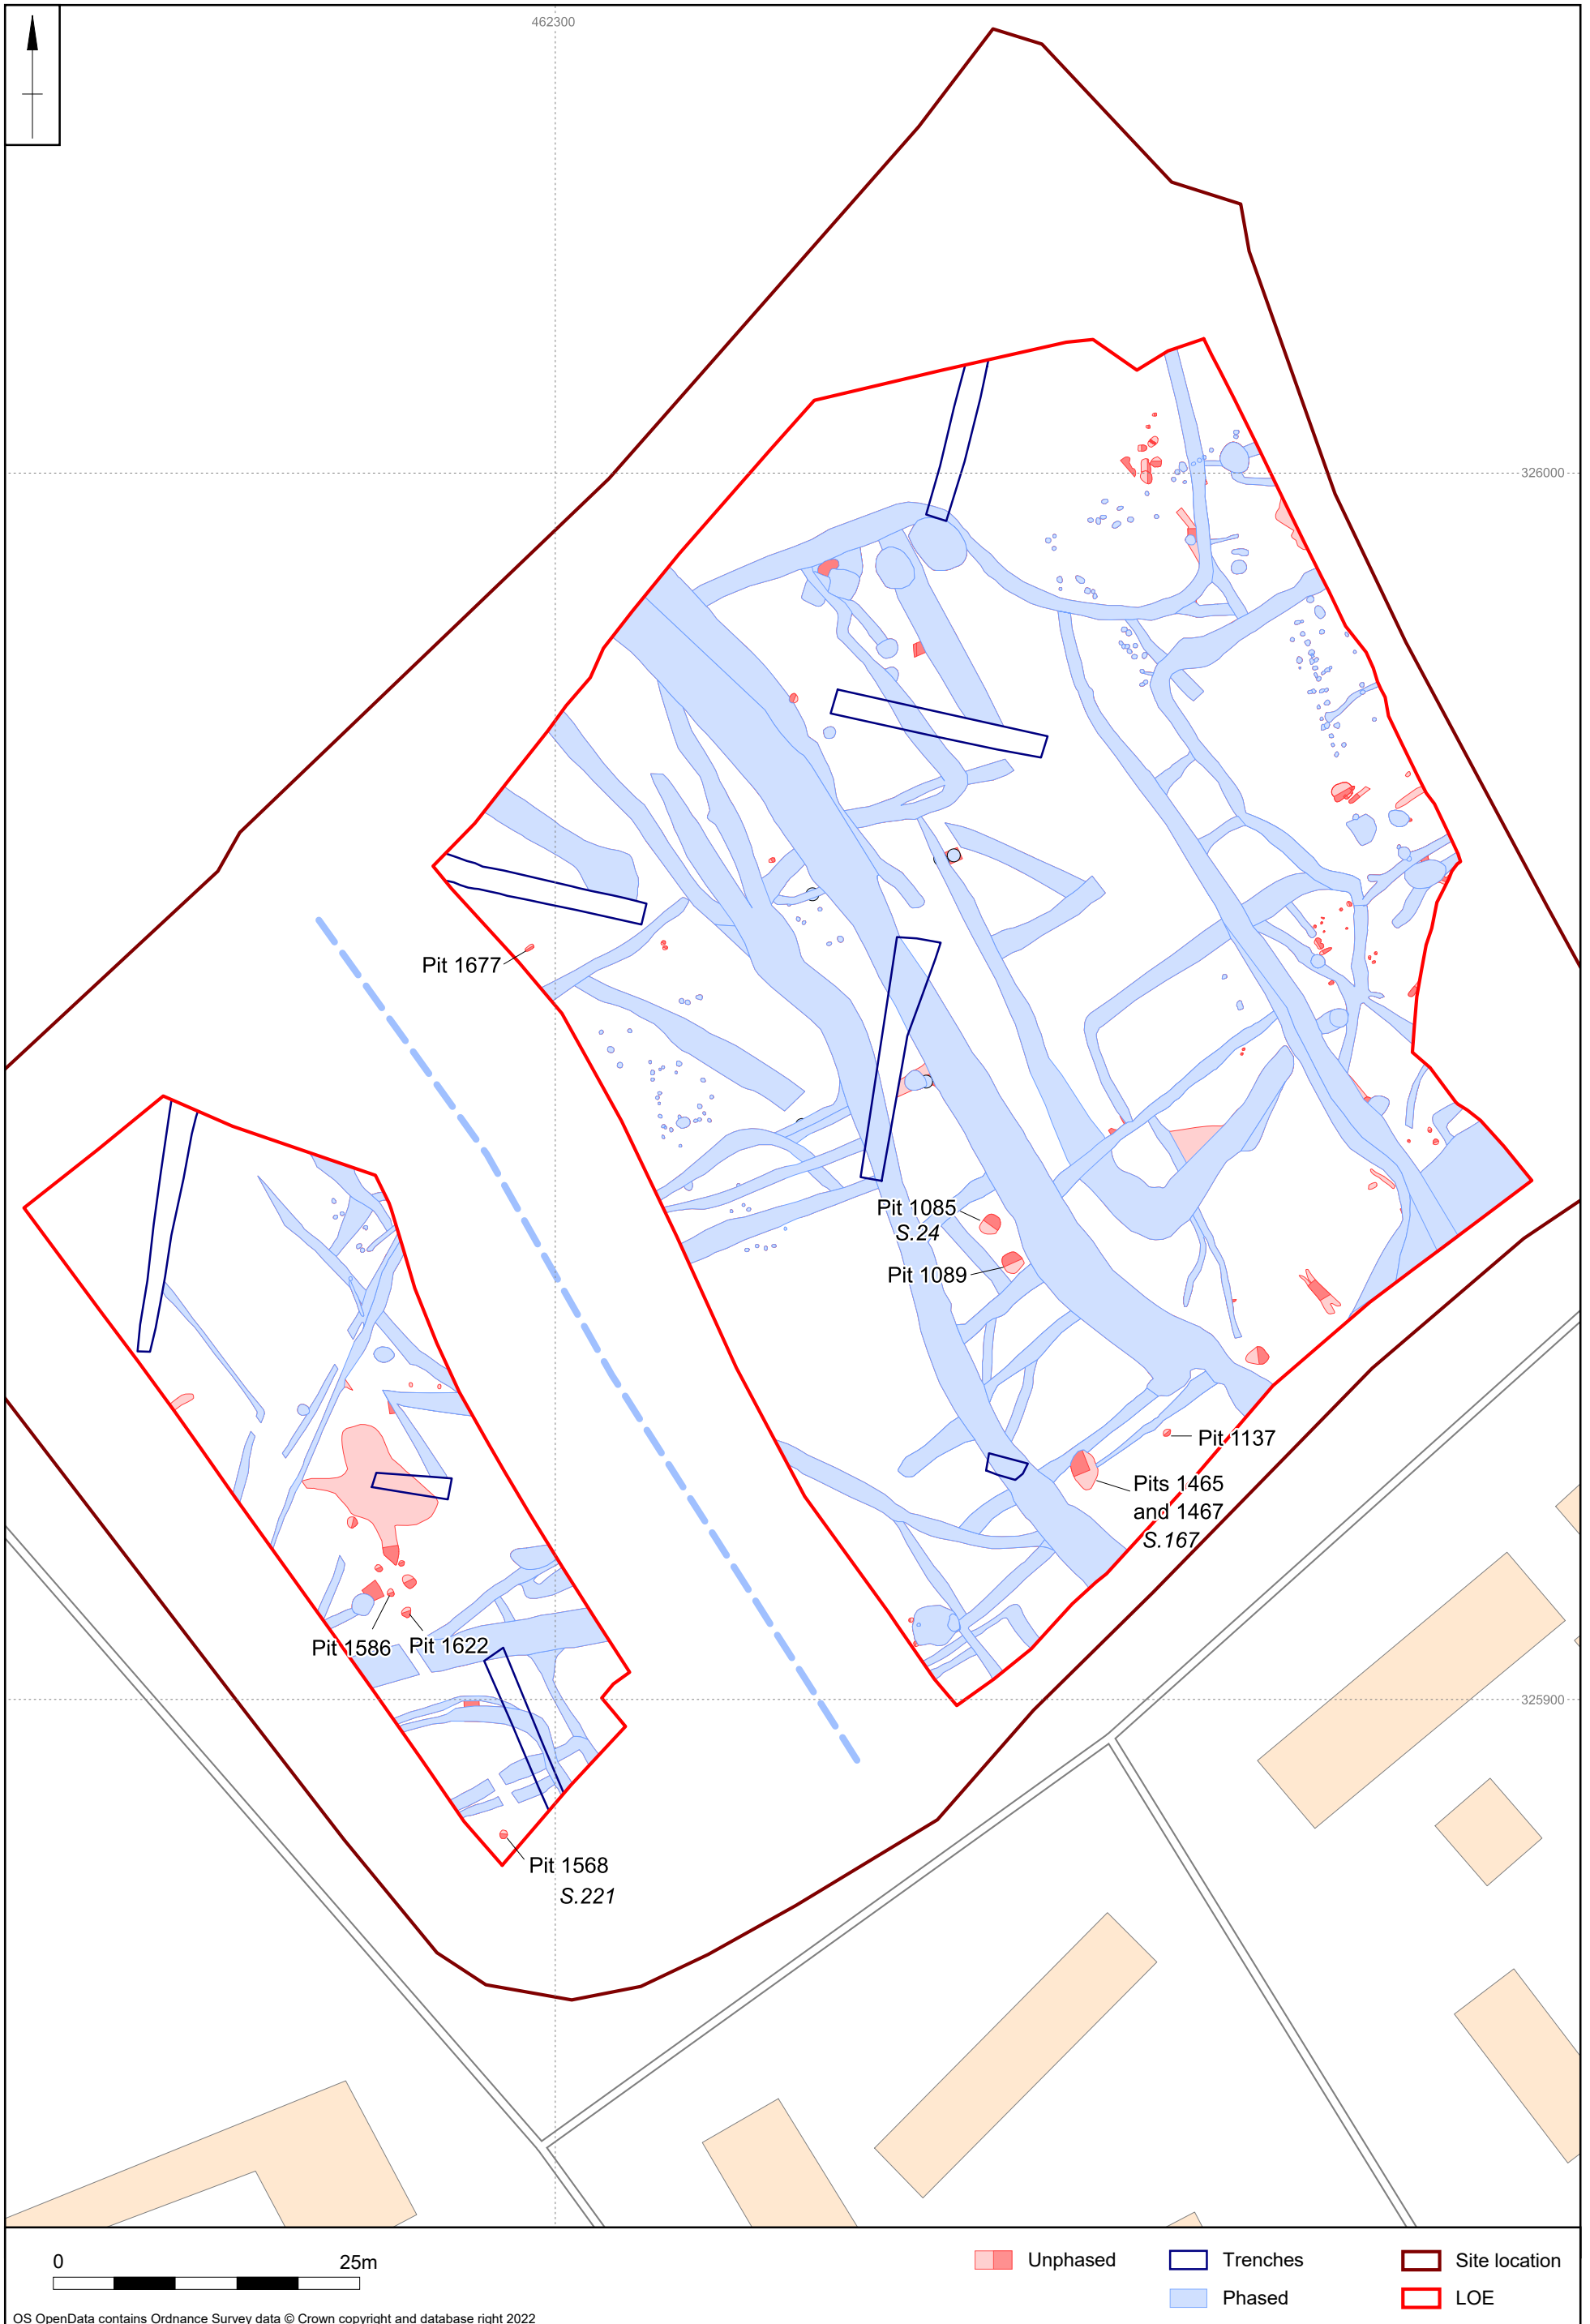 462300
326000
Pit 1677
Pit 1085
S.24
Pit 1089
Pit 1137
Pits 1465
and 1467
S.167
Pit 1586 Pit 1622
325900
Pit 1568
S.221
0 25m
Unphased Trenches Site location
Phased LOE
OS OpenData contains Ordnance Survey data © Crown copyright and database right 2022